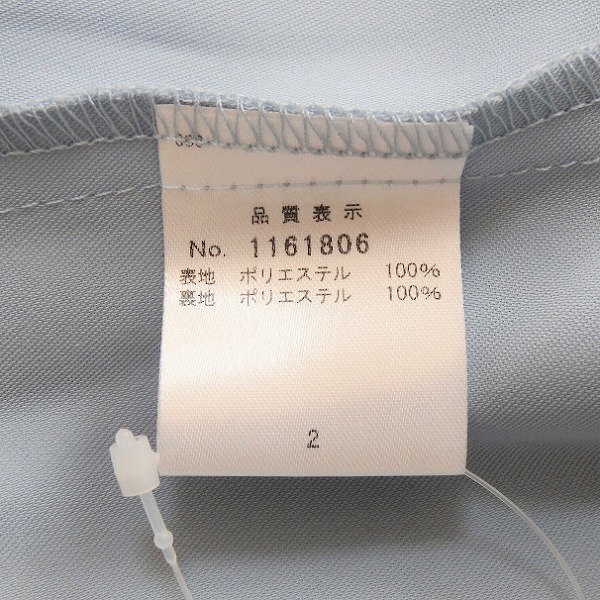 品質表示
No. 1161806
表地 ポリエステル 100%
裏地 ポリエステル 100%
2